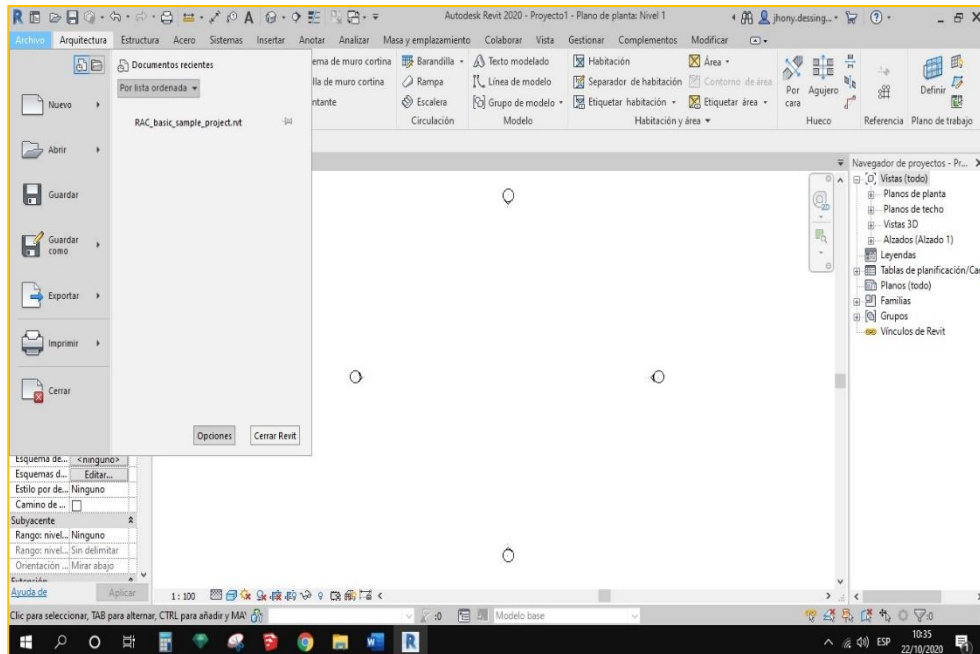 Autodesk Revit 2020 - Proyecto1 - Plano de planta: Nivel 1
jhony.dessing...
Archivo Arquitectura Estructura Acero Sistemas Insertar Anotar Analizar Masa y emplazamiento Colaborar Vista Gestionar Complementos Modificar
Documentos recientes
Por lista ordenada
RAC_basic_sample_project.rvt
Nuevo
Abrir
Guardar
Guardar como
Exportar
Imprimir
Cerrar
Opciones
Cerrar Revit
ema de muro cortina
lla de muro cortina
ntante
Barandilla
Rampa
Escalera
Circulación
Texto modelado
Línea de modelo
Grupo de modelo
Modelo
Habitación
Separador de habitación
Etiquetar habitación
Área
Contorno de área
Etiquetar área
Habitación y área
Por cara
Agujero
Hueco
Referencia
Definir
Plano de trabajo
Navegador de proyectos - Pr...
Vistas (todo)
Planos de planta
Planos de techo
Vistas 3D
Alzados (Alzado 1)
Leyendas
Tablas de planificación/Ca
Planos (todo)
Familias
Grupos
Vínculos de Revit
2D
Esquema de... <ninguno>
Esquemas d... Editar...
Estilo por de... Ninguno
Camino de ...
Subyacente
Rango: nivel... Ninguno
Rango: nivel... Sin delimitar
Orientación ... Mirar abajo
Extensión
Ayuda de
Aplicar
1 : 100
Clic para seleccionar, TAB para alternar, CTRL para añadir y MAY
:0
Modelo base
:0
ESP
10:35
22/10/2020